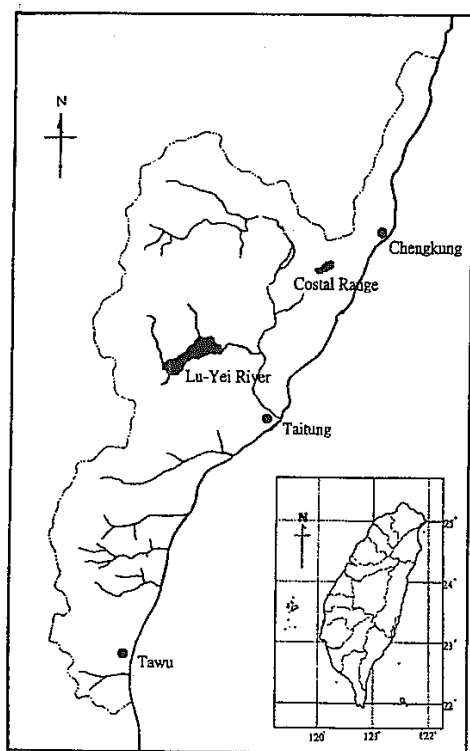 N
Chengkung
Costal Range
Lu-Yei River
Taitung
Tawu
N
25°
24°
23°
22°
120° 121° 122°